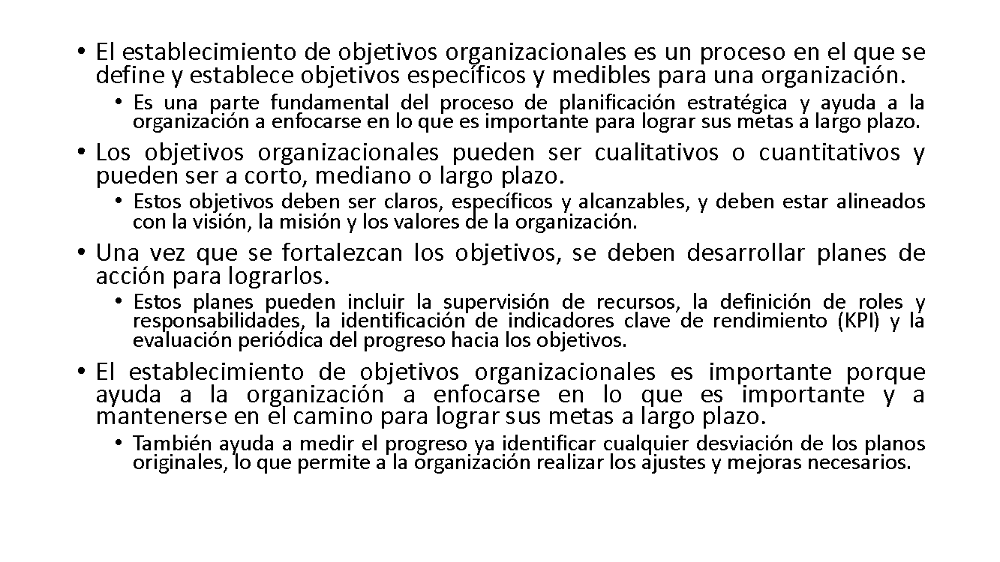 • El establecimiento de objetivos organizacionales es un proceso en el que se
define y establece objetivos específicos y medibles para una organización.
• Es una parte fundamental del proceso de planificación estratégica y ayuda a la
organización a enfocarse en lo que es importante para lograr sus metas a largo plazo.
• Los objetivos organizacionales pueden ser cualitativos o cuantitativos y
pueden ser a corto, mediano o largo plazo.
• Estos objetivos deben ser claros, específicos y alcanzables, y deben estar alineados
con la visión, la misión y los valores de la organización.
• Una vez que se fortalezcan los objetivos, se deben desarrollar planes de
acción para lograrlos.
• Estos planes pueden incluir la supervisión de recursos, la definición de roles y
responsabilidades, la identificación de indicadores clave de rendimiento (KPI) y la
evaluación periódica del progreso hacia los objetivos.
• El establecimiento de objetivos organizacionales es importante porque
ayuda a la organización a enfocarse en lo que es importante y a
mantenerse en el camino para lograr sus metas a largo plazo.
• También ayuda a medir el progreso ya identificar cualquier desviación de los planos
originales, lo que permite a la organización realizar los ajustes y mejoras necesarios.